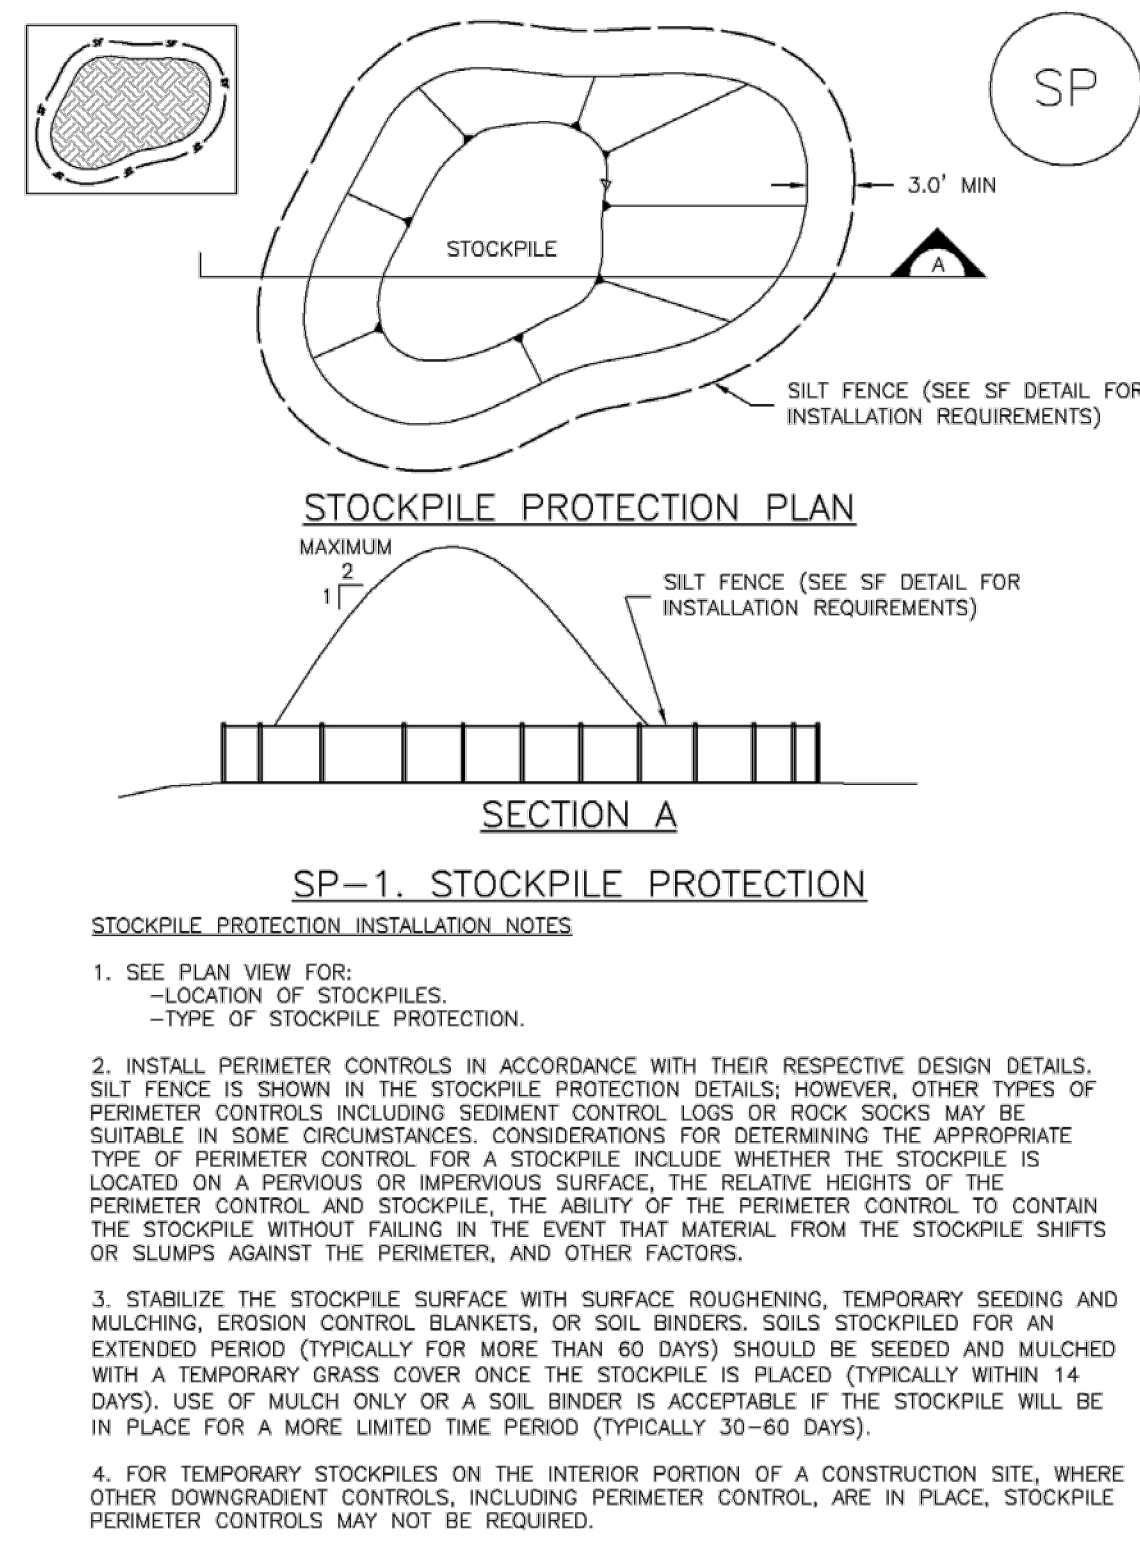 SF SF
SF SF
SF SF SF
SP
3.0' MIN
STOCKPILE
A
SILT FENCE (SEE SF DETAIL FOR
INSTALLATION REQUIREMENTS)
STOCKPILE PROTECTION PLAN
MAXIMUM
2
1
SILT FENCE (SEE SF DETAIL FOR
INSTALLATION REQUIREMENTS)
SECTION A
SP-1. STOCKPILE PROTECTION
STOCKPILE PROTECTION INSTALLATION NOTES
1. SEE PLAN VIEW FOR:
-LOCATION OF STOCKPILES.
-TYPE OF STOCKPILE PROTECTION.
2. INSTALL PERIMETER CONTROLS IN ACCORDANCE WITH THEIR RESPECTIVE DESIGN DETAILS.
SILT FENCE IS SHOWN IN THE STOCKPILE PROTECTION DETAILS; HOWEVER, OTHER TYPES OF
PERIMETER CONTROLS INCLUDING SEDIMENT CONTROL LOGS OR ROCK SOCKS MAY BE
SUITABLE IN SOME CIRCUMSTANCES. CONSIDERATIONS FOR DETERMINING THE APPROPRIATE
TYPE OF PERIMETER CONTROL FOR A STOCKPILE INCLUDE WHETHER THE STOCKPILE IS
LOCATED ON A PERVIOUS OR IMPERVIOUS SURFACE, THE RELATIVE HEIGHTS OF THE
PERIMETER CONTROL AND STOCKPILE, THE ABILITY OF THE PERIMETER CONTROL TO CONTAIN
THE STOCKPILE WITHOUT FAILING IN THE EVENT THAT MATERIAL FROM THE STOCKPILE SHIFTS
OR SLUMPS AGAINST THE PERIMETER, AND OTHER FACTORS.
3. STABILIZE THE STOCKPILE SURFACE WITH SURFACE ROUGHENING, TEMPORARY SEEDING AND
MULCHING, EROSION CONTROL BLANKETS, OR SOIL BINDERS. SOILS STOCKPILED FOR AN
EXTENDED PERIOD (TYPICALLY FOR MORE THAN 60 DAYS) SHOULD BE SEEDED AND MULCHED
WITH A TEMPORARY GRASS COVER ONCE THE STOCKPILE IS PLACED (TYPICALLY WITHIN 14
DAYS). USE OF MULCH ONLY OR A SOIL BINDER IS ACCEPTABLE IF THE STOCKPILE WILL BE
IN PLACE FOR A MORE LIMITED TIME PERIOD (TYPICALLY 30-60 DAYS).
4. FOR TEMPORARY STOCKPILES ON THE INTERIOR PORTION OF A CONSTRUCTION SITE, WHERE
OTHER DOWNGRADIENT CONTROLS, INCLUDING PERIMETER CONTROL, ARE IN PLACE, STOCKPILE
PERIMETER CONTROLS MAY NOT BE REQUIRED.